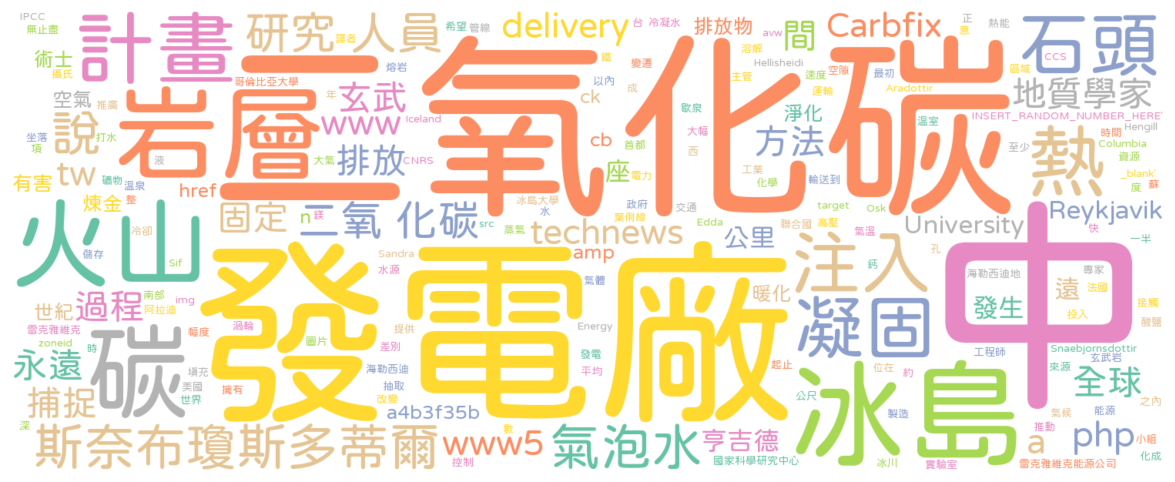 IPCC
無止盡
計畫
研究 人員
譯者
希望
管線
delivery
台
冷凝水
排放物
間
Carbfix
正
意
熱能
石頭
術士
攝氏
哥倫比亞大學
熔岩
鐵
以內
溶解
變遷
Hellisheidi
主管
空隙
速度
運輸
最初
Aradottir
區域
CCS
空氣
推廣
年
玄武
ck
成
歇泉
淨化
溫室
地質學家
INSERT_RANDOM_NUMBER_HERE
二氧化碳
坐落
項
打水
說
岩層
www
Iceland
cb
大幅
首都
西
方法
至少
時間
Hengill
Columbia
資源
熱
有害
tw
礦物
溫泉
液
大氣
排放
CNRS
座
電力
工業
化學
輸送到
_blank'
度
蘇
煉金
整
href
冰島大學
水
政府
交通
葉俐緯
Edda
聯合國
target
高壓
Osk
University
Reykjavik
快
火山
冷卻
儲存
Sif
固定
n
鎂
二氧 化碳
src
蒸氣
technews
公里
氣溫
鈣
孔
一半
Sandra
水源
amp
氣體
注入
中
海勒西迪地
專家
法國
遠
金屬
世紀
過程
南部
阿拉迪
img
發電廠
暖化
凝固
發生
投入
酸鹽
雷克雅維克
zoneid
時
幅度
渦輪
圖片
提供
差別
Energy
發電
平均
海勒西迪
起止
工程師
位在
約
Snaebjornsdottir
玄武岩
來源
永遠
碳
填充
美國
世界
擁有
改變
抽取
公尺
冰島
製造
全球
之內
捕捉
a4b3f35b
數
氣候
推動
能源
深
斯奈布瓊斯多蒂爾
控制
www5
氣泡水
亨吉德
國家科學研究中心
冰川
實驗室
a
php
小組
化成
雷克雅維克能源公司